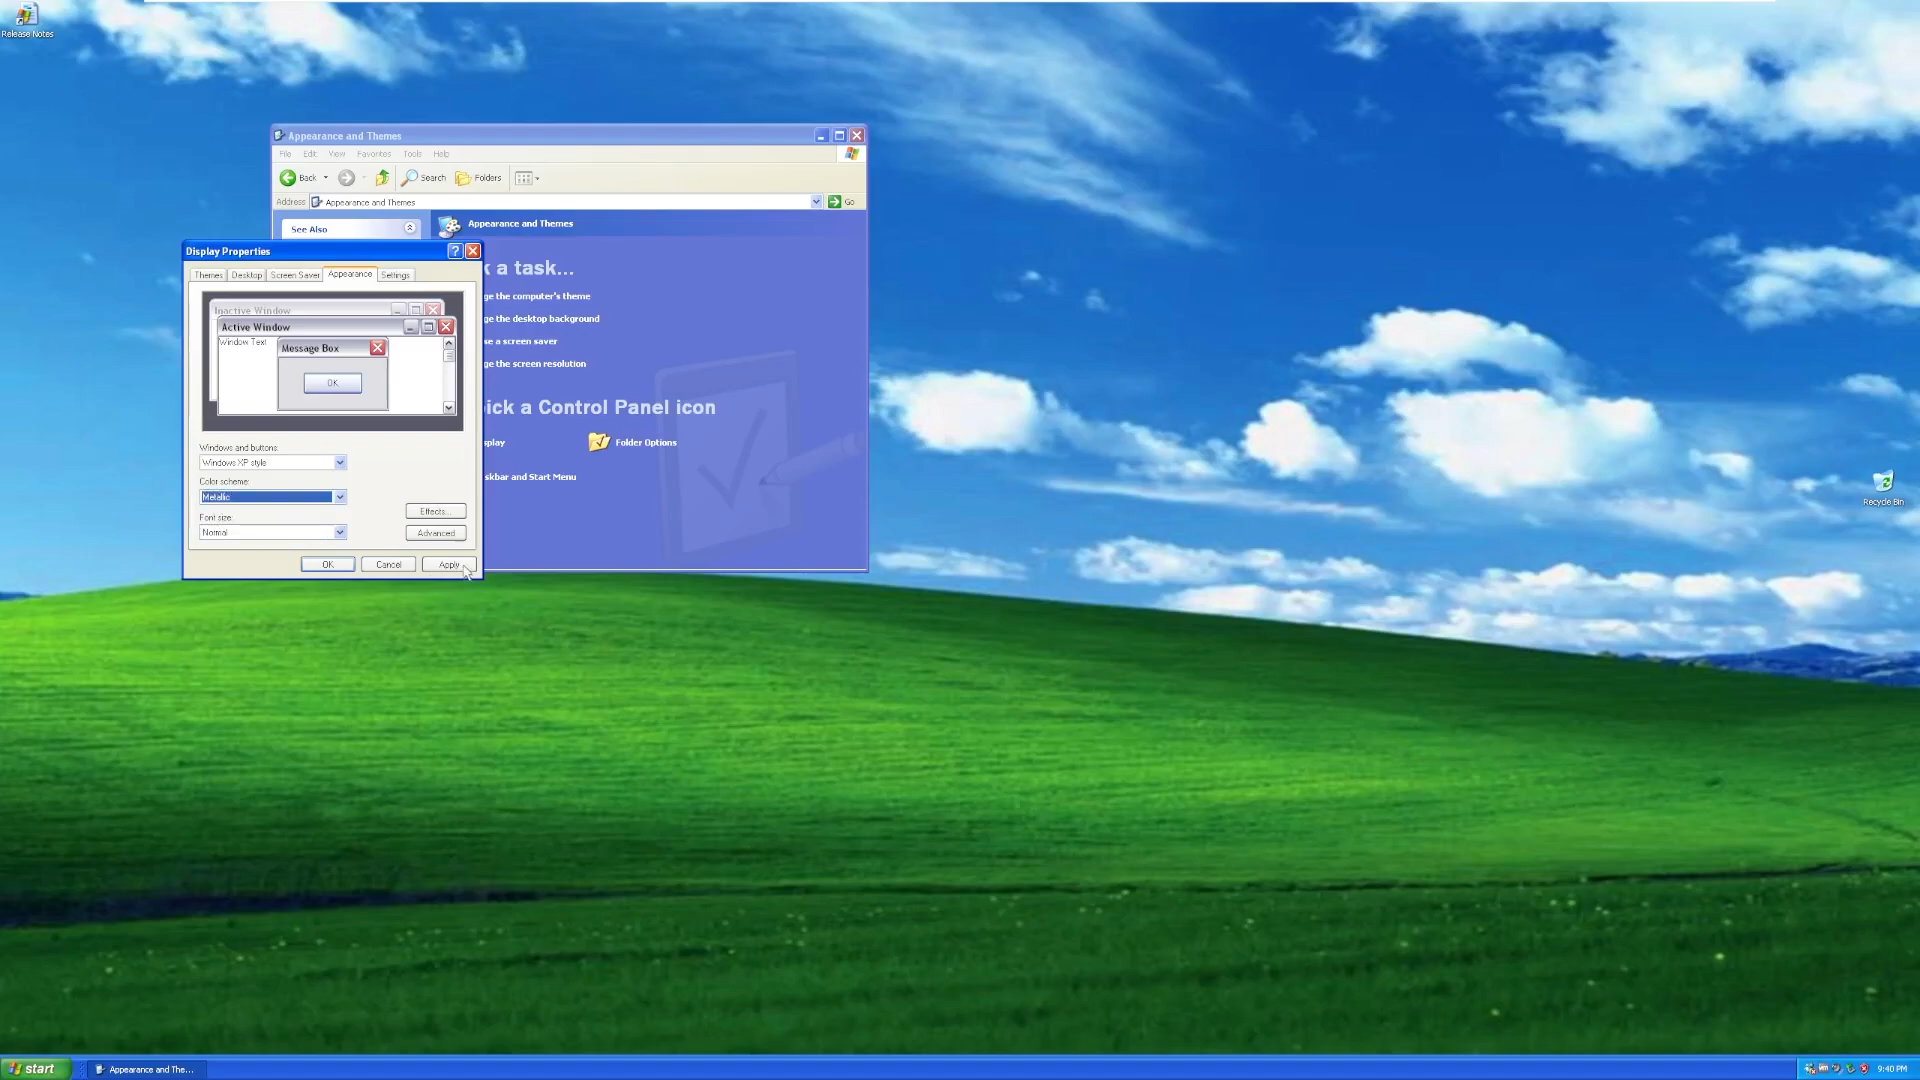 Release Notes
Appearance and Themes
File Edit View Favorites Tools Help
Back Search Folders
Address Appearance and Themes Go
See Also
Appearance and Themes
Display Properties
Themes Desktop Screen Saver Appearance Settings
Inactive Window
Active Window
Window Text
Message Box
OK
Windows and buttons:
Windows XP style
Color scheme:
Metallic
Font size:
Normal
Effects...
Advanced
OK Cancel Apply
k a task...
ge the computer's theme
ge the desktop background
se a screen saver
ge the screen resolution
pick a Control Panel icon
splay
Folder Options
skbar and Start Menu
Recycle Bin
start
Appearance and The...
9:40 PM